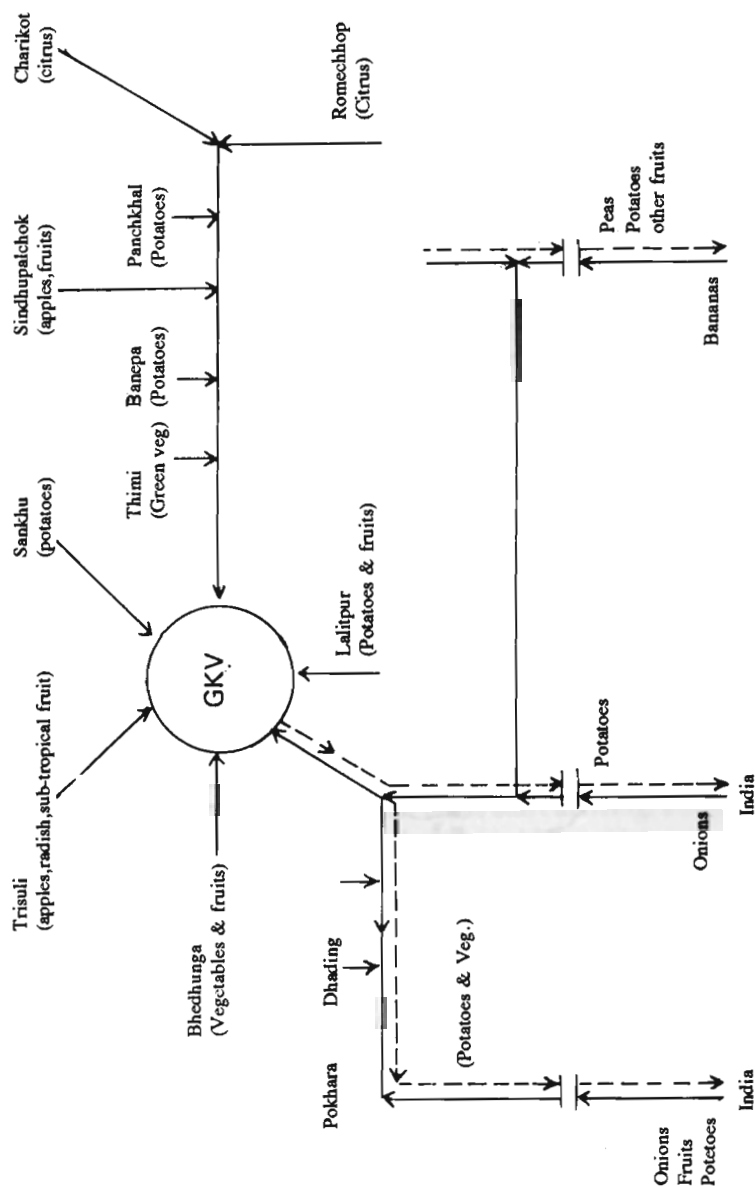 Trisuli
(apples,radish,sub-tropical fruit)
Sankhu
(potatoes)
Sindhupalchok
(apples,fruits)
Charikot
(citrus)
Bhedhunga
(Vegetables & fruits)
GKV
Thimi
(Green veg)
Banepa
(Potatoes)
Panchkhal
(Potatoes)
Lalitpur
(Potatoes & fruits)
Romechhop
(Citrus)
Pokhara
Dhading
(Potatoes & Veg.)
Potatoes
Peas
Potatoes
other fruits
Onions
Fruits
Potetoes
India
Onions
India
Bananas